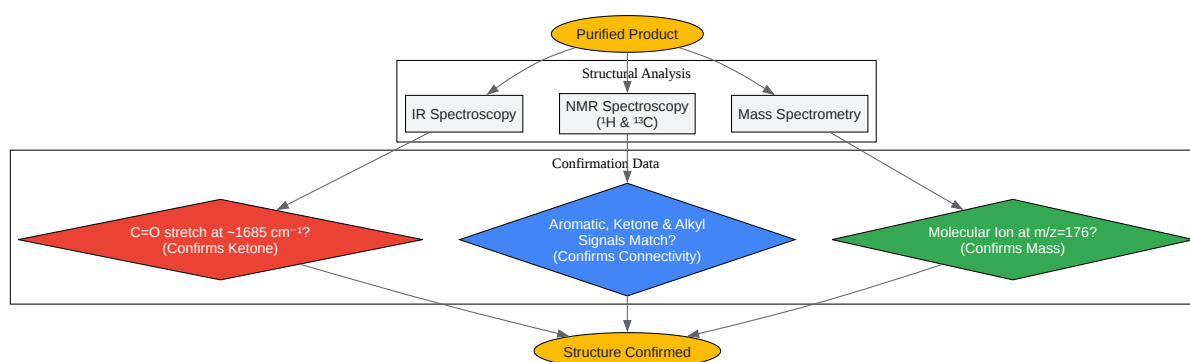 Purified Product
Structural Analysis
IR Spectroscopy
NMR Spectroscopy
(¹H & ¹³C)
Mass Spectrometry
Confirmation Data
C=O stretch at ~1685 cm⁻¹?
(Confirms Ketone)
Aromatic, Ketone & Alkyl
Signals Match?
(Confirms Connectivity)
Molecular Ion at m/z=176?
(Confirms Mass)
Structure Confirmed